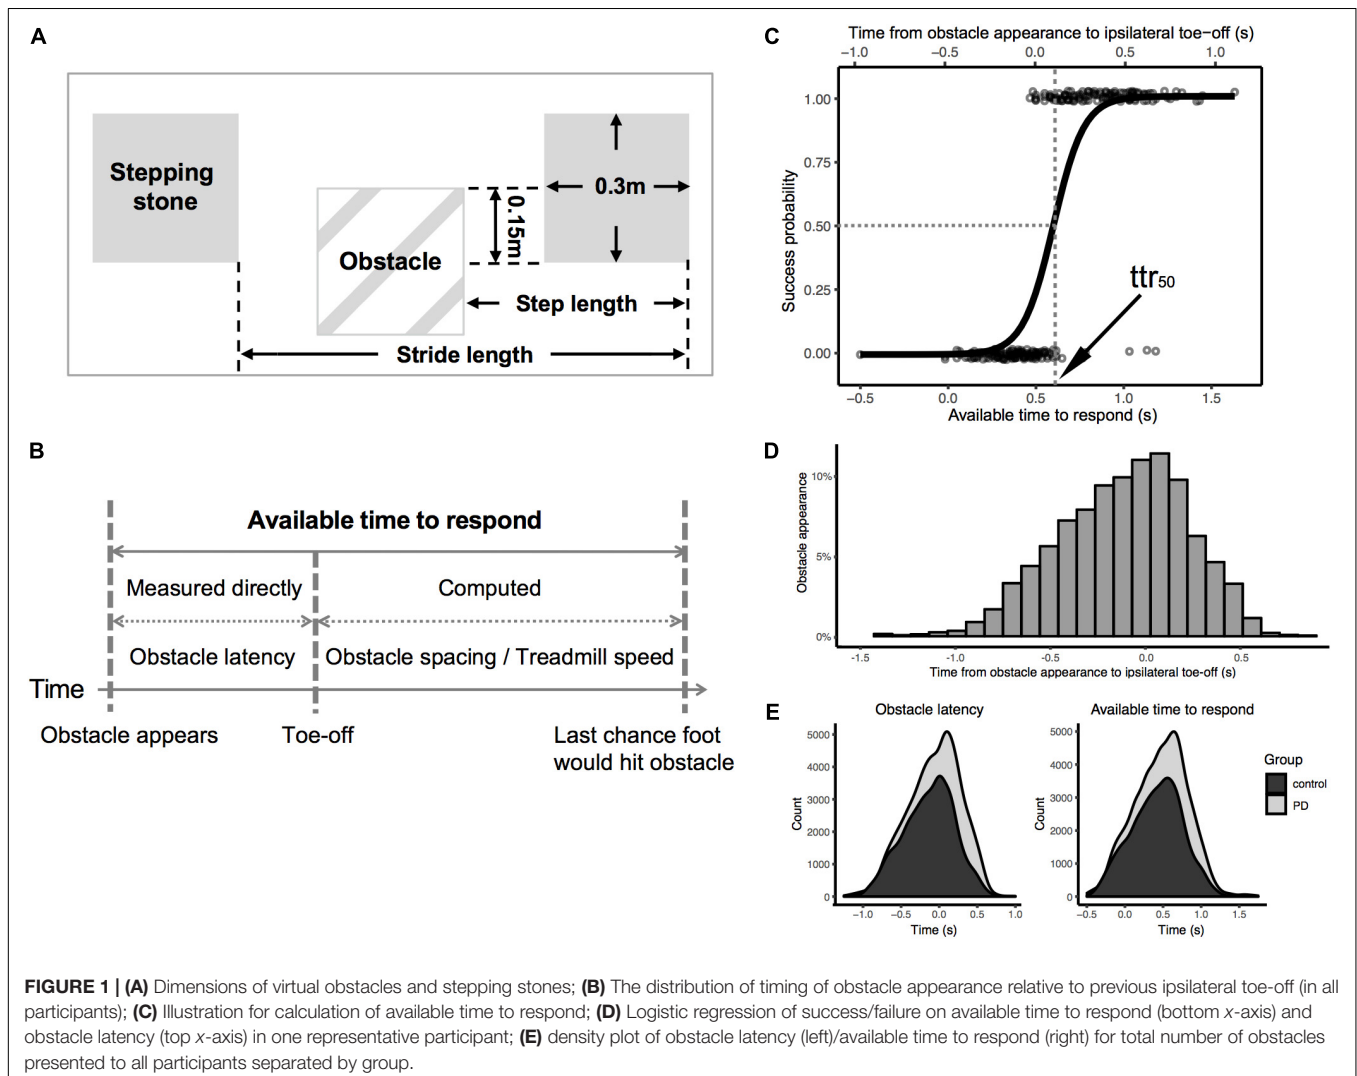 A
Stepping
stone
Obstacle
0.15m
0.3m
Step length
Stride length
B
Available time to respond
Measured directly
Computed
Obstacle latency
Obstacle spacing / Treadmill speed
Time
Obstacle appears
Toe-off
Last chance foot
would hit obstacle
C
Time from obstacle appearance to ipsilateral toe−off (s)
−1.0 −0.5 0.0 0.5 1.0
Success probability
1.00
0.75
0.50
0.25
0.00
ttr50
−0.5 0.0 0.5 1.0 1.5
Available time to respond (s)
D
Obstacle appearance
10%
5%
0%
-1.5 -1.0 -0.5 0.0 0.5
Time from obstacle appearance to ipsilateral toe-off (s)
E
Obstacle latency
Count
5000
4000
3000
2000
1000
0
−1.0 −0.5 0.0 0.5 1.0
Time (s)
Available time to respond
Count
5000
4000
3000
2000
1000
0
−0.5 0.0 0.5 1.0 1.5
Time (s)
Group
control
PD
FIGURE 1 | (A) Dimensions of virtual obstacles and stepping stones; (B) The distribution of timing of obstacle appearance relative to previous ipsilateral toe-off (in all
participants); (C) Illustration for calculation of available time to respond; (D) Logistic regression of success/failure on available time to respond (bottom x-axis) and
obstacle latency (top x-axis) in one representative participant; (E) density plot of obstacle latency (left)/available time to respond (right) for total number of obstacles
presented to all participants separated by group.